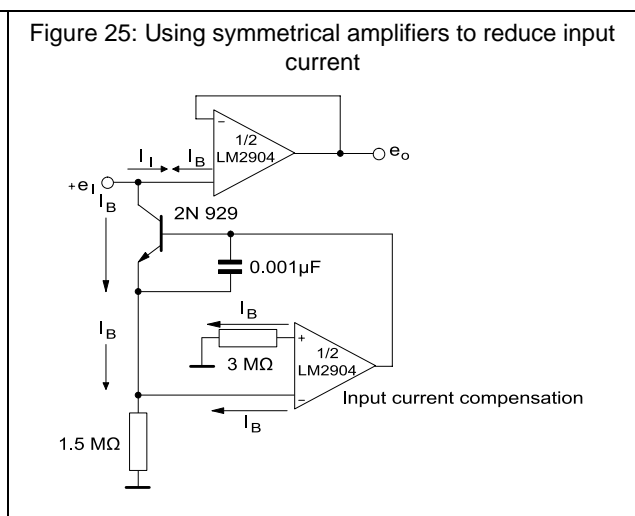 Figure 25: Using symmetrical amplifiers to reduce input
current
1/2
LM2904
I I
I B
e o
+e I
I B
2N 929
0.001µF
I B
I B
3 MΩ
1/2
LM2904
Input current compensation
I B
1.5 MΩ